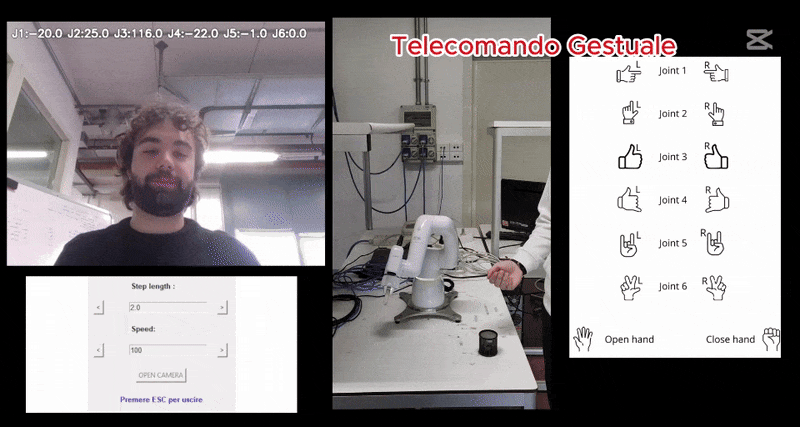 J1:-20.0 J2:25.0 J3:116.0 J4:-22.0 J5:-1.0 J6:0.0
Telecomando Gestuale
L Joint 1 R
L Joint 2 R
L Joint 3 R
L Joint 4 R
L Joint 5 R
L Joint 6 R
Open hand
Close hand
Step length :
< 2.0 >
Speed:
< 100 >
OPEN CAMERA
Premere ESC per uscire